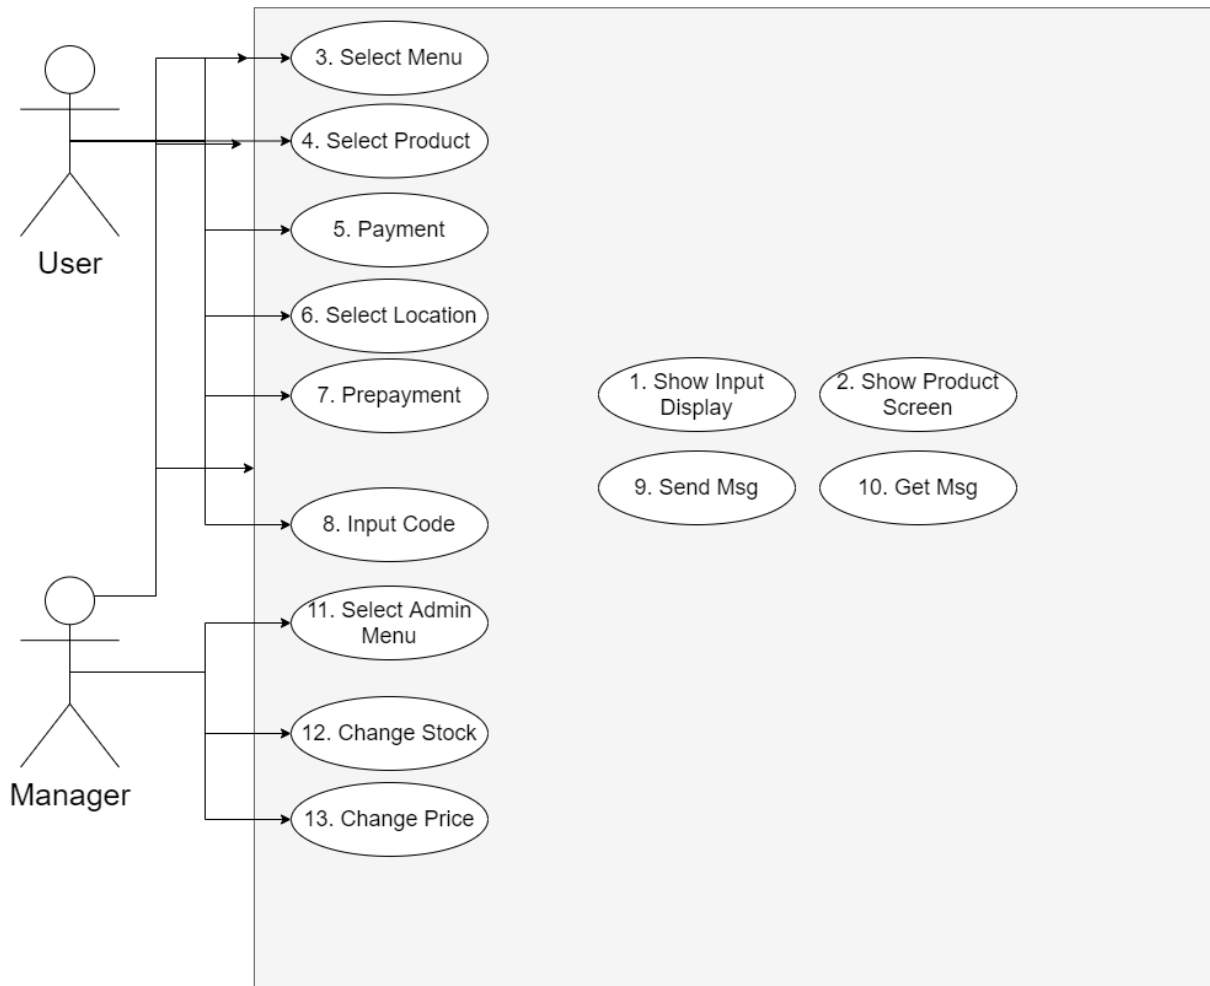 3. Select Menu
4. Select Product
5. Payment
User
6. Select Location
7. Prepayment
1. Show Input
Display
2. Show Product
Screen
9. Send Msg
10. Get Msg
8. Input Code
11. Select Admin
Menu
12. Change Stock
Manager
13. Change Price